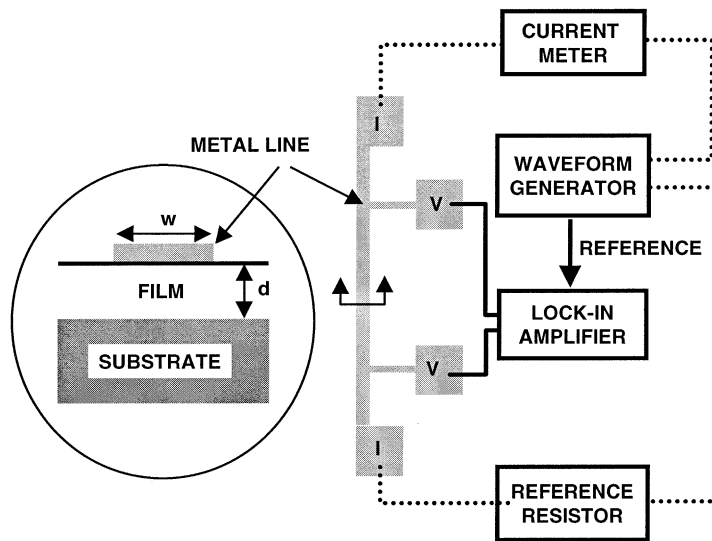 CURRENT
METER
I
METAL LINE
WAVEFORM
GENERATOR
V
w
REFERENCE
FILM
d
LOCK-IN
AMPLIFIER
SUBSTRATE
V
I
REFERENCE
RESISTOR